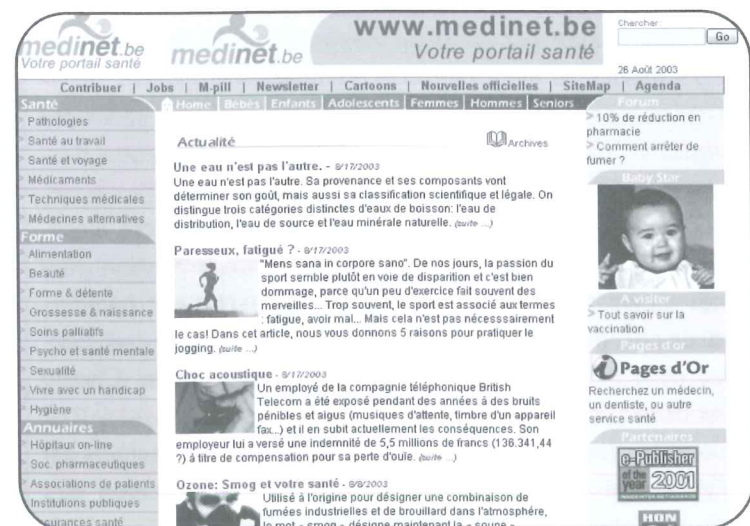 medinet.be
Votre portail santé
medinet.be
www.medinet.be
Votre portail santé
Chercher :
Go
26 Août 2003
Contribuer | Jobs | M-pill | Newsletter | Cartoons | Nouvelles officielles | SiteMap | Agenda
Home | Bébés | Enfants | Adolescents | Femmes | Hommes | Seniors
Santé
Pathologies
Santé au travail
Santé et voyage
Médicaments
Techniques médicales
Médecines alternatives
Forme
Alimentation
Beauté
Forme & détente
Grossesse & naissance
Soins palliatifs
Psycho et santé mentale
Sexualité
Vivre avec un handicap
Hygiène
Annuaires
Hôpitaux on-line
Soc. pharmaceutiques
Associations de patients
Institutions publiques
surances santé
Actualité
Archives
Une eau n'est pas l'autre. - 8/17/2003
Une eau n'est pas l'autre. Sa provenance et ses composants vont
déterminer son goût, mais aussi sa classification scientifique et légale. On
distingue trois catégories distinctes d'eaux de boisson: l'eau de
distribution, l'eau de source et l'eau minérale naturelle. (suite ...)
Paresseux, fatigué ? - 8/17/2003
"Mens sana in corpore sano". De nos jours, la passion du
sport semble plutôt en voie de disparition et c'est bien
dommage, parce qu'un peu d'exercice fait souvent des
merveilles... Trop souvent, le sport est associé aux termes
: fatigue, avoir mal... Mais cela n'est pas nécesssairement
le cas! Dans cet article, nous vous donnons 5 raisons pour pratiquer le
jogging. (suite ...)
Choc acoustique - 8/17/2003
Un employé de la compagnie téléphonique British
Telecom a été exposé pendant des années à des bruits
pénibles et aigus (musiques d'attente, timbre d'un appareil
fax...) et il en subit actuellement les conséquences. Son
employeur lui a versé une indemnité de 5,5 millions de francs (136.341,44
?) à titre de compensation pour sa perte d'ouïe. (suite ...)
Ozone: Smog et votre santé - 8/8/2003
Utilisé à l'origine pour désigner une combinaison de
fumées industrielles et de brouillard dans l'atmosphère,
le mot « smog » désigne maintenant la « soupe »
Forum
> 10% de réduction en
pharmacie
> Comment arrêter de
fumer ?
Baby Star
A visiter
> Tout savoir sur la
vaccination
Pages d'or
Pages d'Or
Recherchez un médecin,
un dentiste, ou autre
service santé
Partenaires
e-Publisher
of the
year 2001
HON